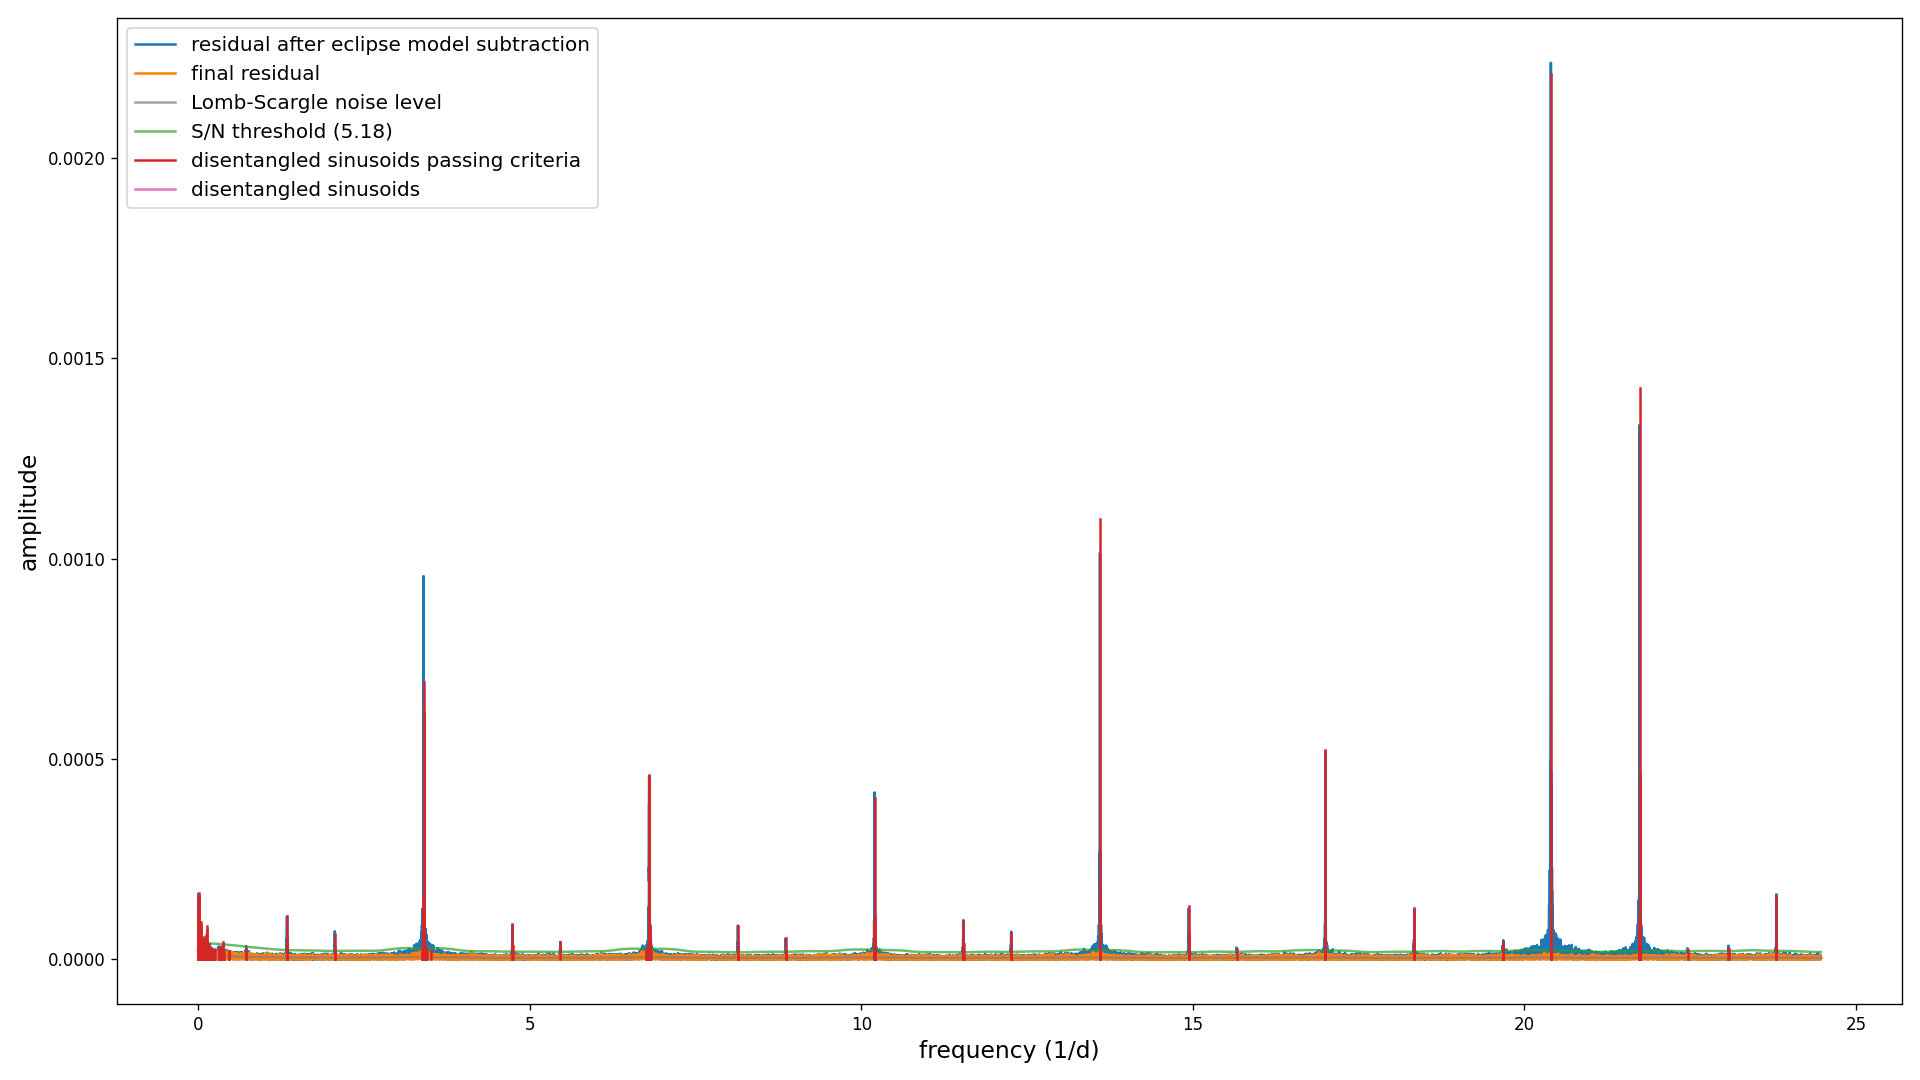 residual after eclipse model subtraction
final residual
Lomb-Scargle noise level
S/N threshold (5.18)
disentangled sinusoids passing criteria
disentangled sinusoids
amplitude
0.0020
0.0015
0.0010
0.0005
0.0000
0 5 10 15 20 25
frequency (1/d)